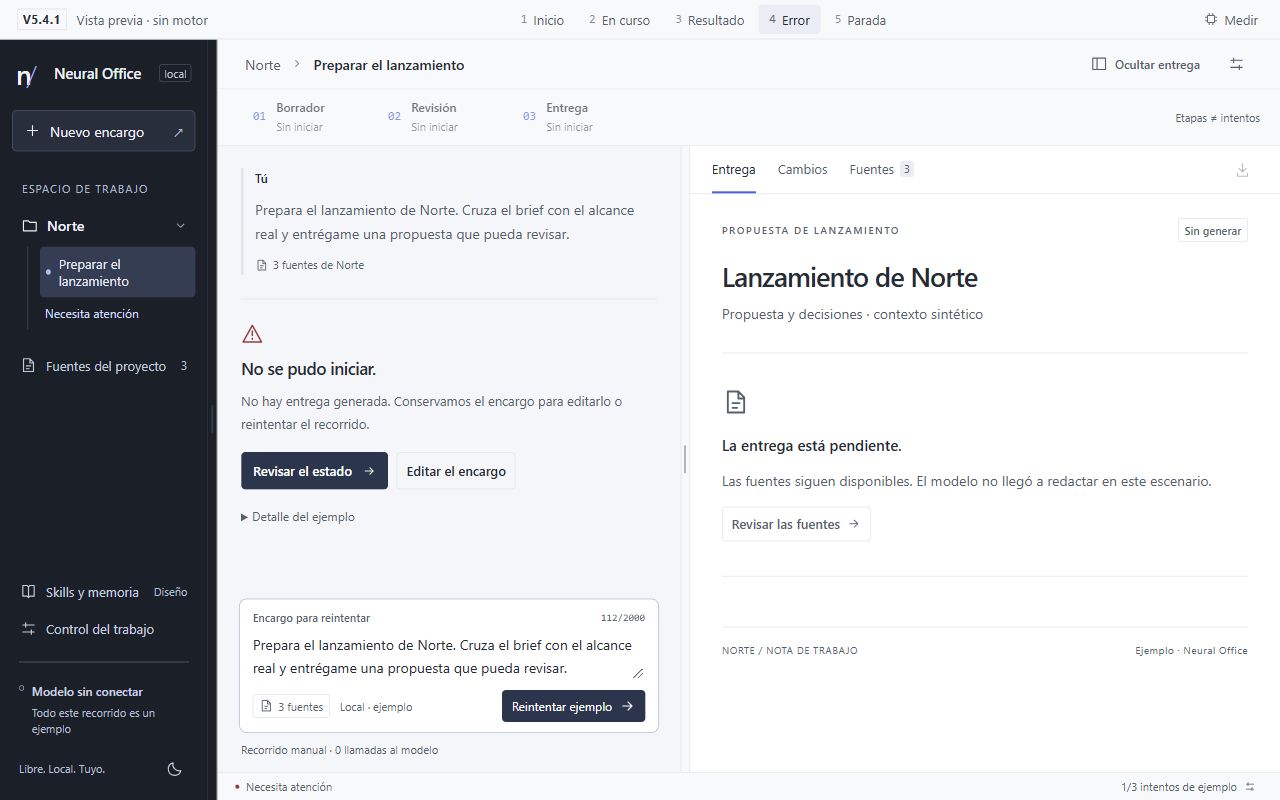 V5.4.1 Vista previa · sin motor
1 Inicio 2 En curso 3 Resultado 4 Error 5 Parada
Medir
n/ Neural Office local
+ Nuevo encargo ↗
ESPACIO DE TRABAJO
Norte
Preparar el
lanzamiento
Necesita atención
Fuentes del proyecto 3
Skills y memoria Diseño
Control del trabajo
Modelo sin conectar
Todo este recorrido es un
ejemplo
Libre. Local. Tuyo.
Norte > Preparar el lanzamiento
Ocultar entrega
01 Borrador
Sin iniciar
02 Revisión
Sin iniciar
03 Entrega
Sin iniciar
Etapas ≠ intentos
Tú
Prepara el lanzamiento de Norte. Cruza el brief con el alcance
real y entrégame una propuesta que pueda revisar.
3 fuentes de Norte
No se pudo iniciar.
No hay entrega generada. Conservamos el encargo para editarlo o
reintentar el recorrido.
Revisar el estado →
Editar el encargo
▶ Detalle del ejemplo
Encargo para reintentar 112/2000
Prepara el lanzamiento de Norte. Cruza el brief con el alcance
real y entrégame una propuesta que pueda revisar.
3 fuentes Local · ejemplo
Reintentar ejemplo →
Recorrido manual · 0 llamadas al modelo
Entrega Cambios Fuentes 3
PROPUESTA DE LANZAMIENTO
Sin generar
Lanzamiento de Norte
Propuesta y decisiones · contexto sintético
La entrega está pendiente.
Las fuentes siguen disponibles. El modelo no llegó a redactar en este escenario.
Revisar las fuentes →
NORTE / NOTA DE TRABAJO
Ejemplo · Neural Office
Necesita atención
1/3 intentos de ejemplo